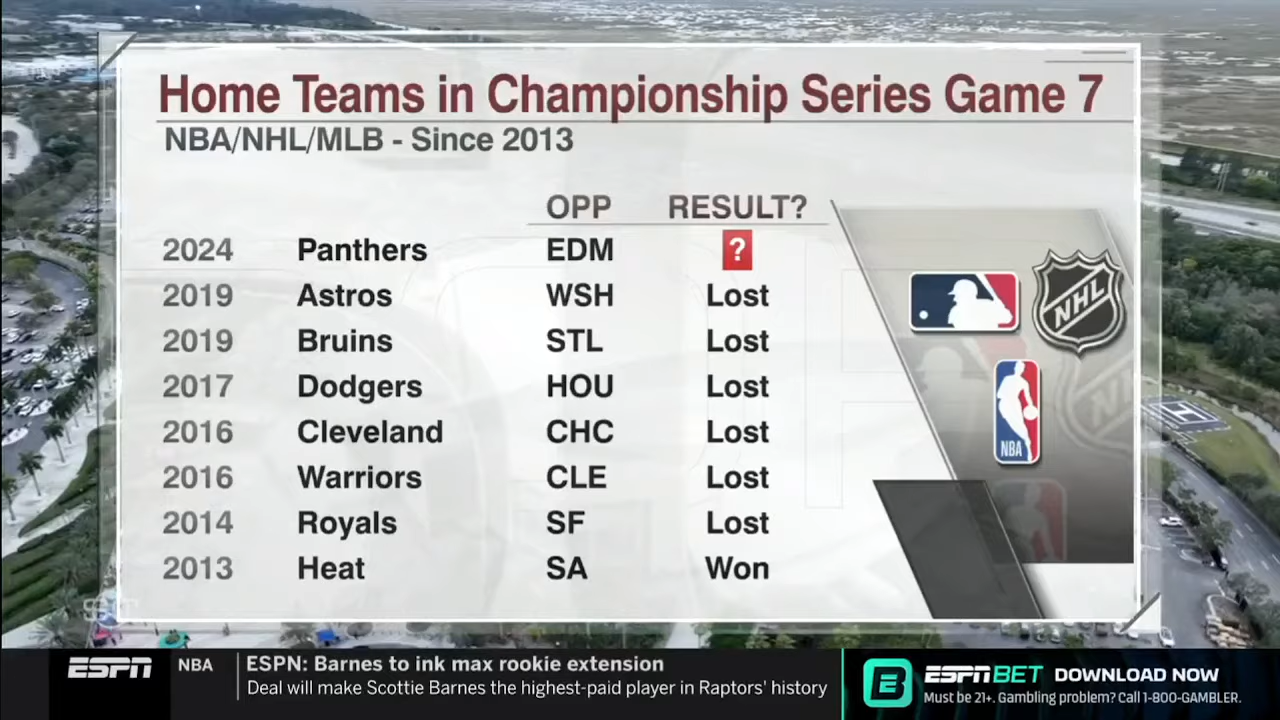 Home Teams in Championship Series Game 7
NBA/NHL/MLB - Since 2013
OPP RESULT?
2024 Panthers EDM ?
2019 Astros WSH Lost
2019 Bruins STL Lost
2017 Dodgers HOU Lost
2016 Cleveland CHC Lost
2016 Warriors CLE Lost
2014 Royals SF Lost
2013 Heat SA Won
NHL
NBA
H
ESPN NBA ESPN: Barnes to ink max rookie extension
Deal will make Scottie Barnes the highest-paid player in Raptors' history
ESPN BET DOWNLOAD NOW
Must be 21+. Gambling problem? Call 1-800-GAMBLER.